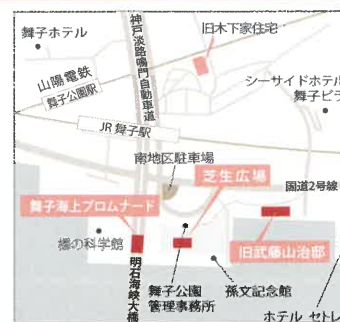 舞子ホテル
神戸淡路鳴門自動車道
旧木下家住宅
山陽電鉄
舞子公園駅
シーサイドホテル
舞子ビラ
JR 舞子駅
南地区駐車場
芝生広場
国道2号線
舞子海上プロムナード
橋の科学館
旧武藤山治邸
明石海峡大橋
舞子公園
管理事務所
孫文記念館
ホテル セトレ